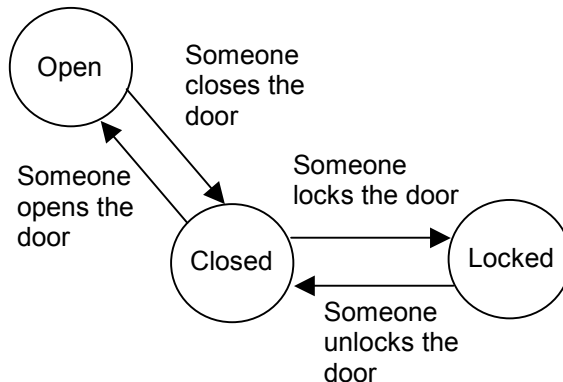 Open
Someone
closes the
door
Someone
opens the
door
Someone
locks the door
Closed
Locked
Someone
unlocks the
door